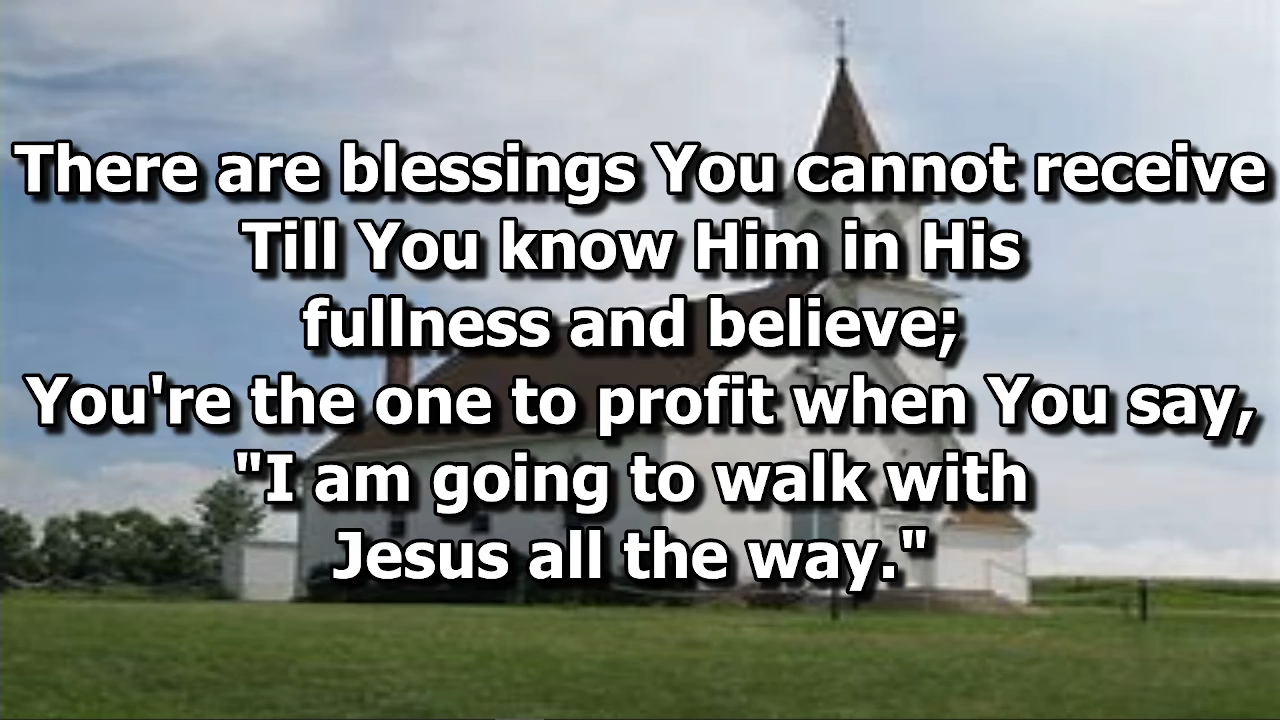 There are blessings You cannot receive
Till You know Him in His
fullness and believe;
You're the one to profit when You say,
"I am going to walk with
Jesus all the way."